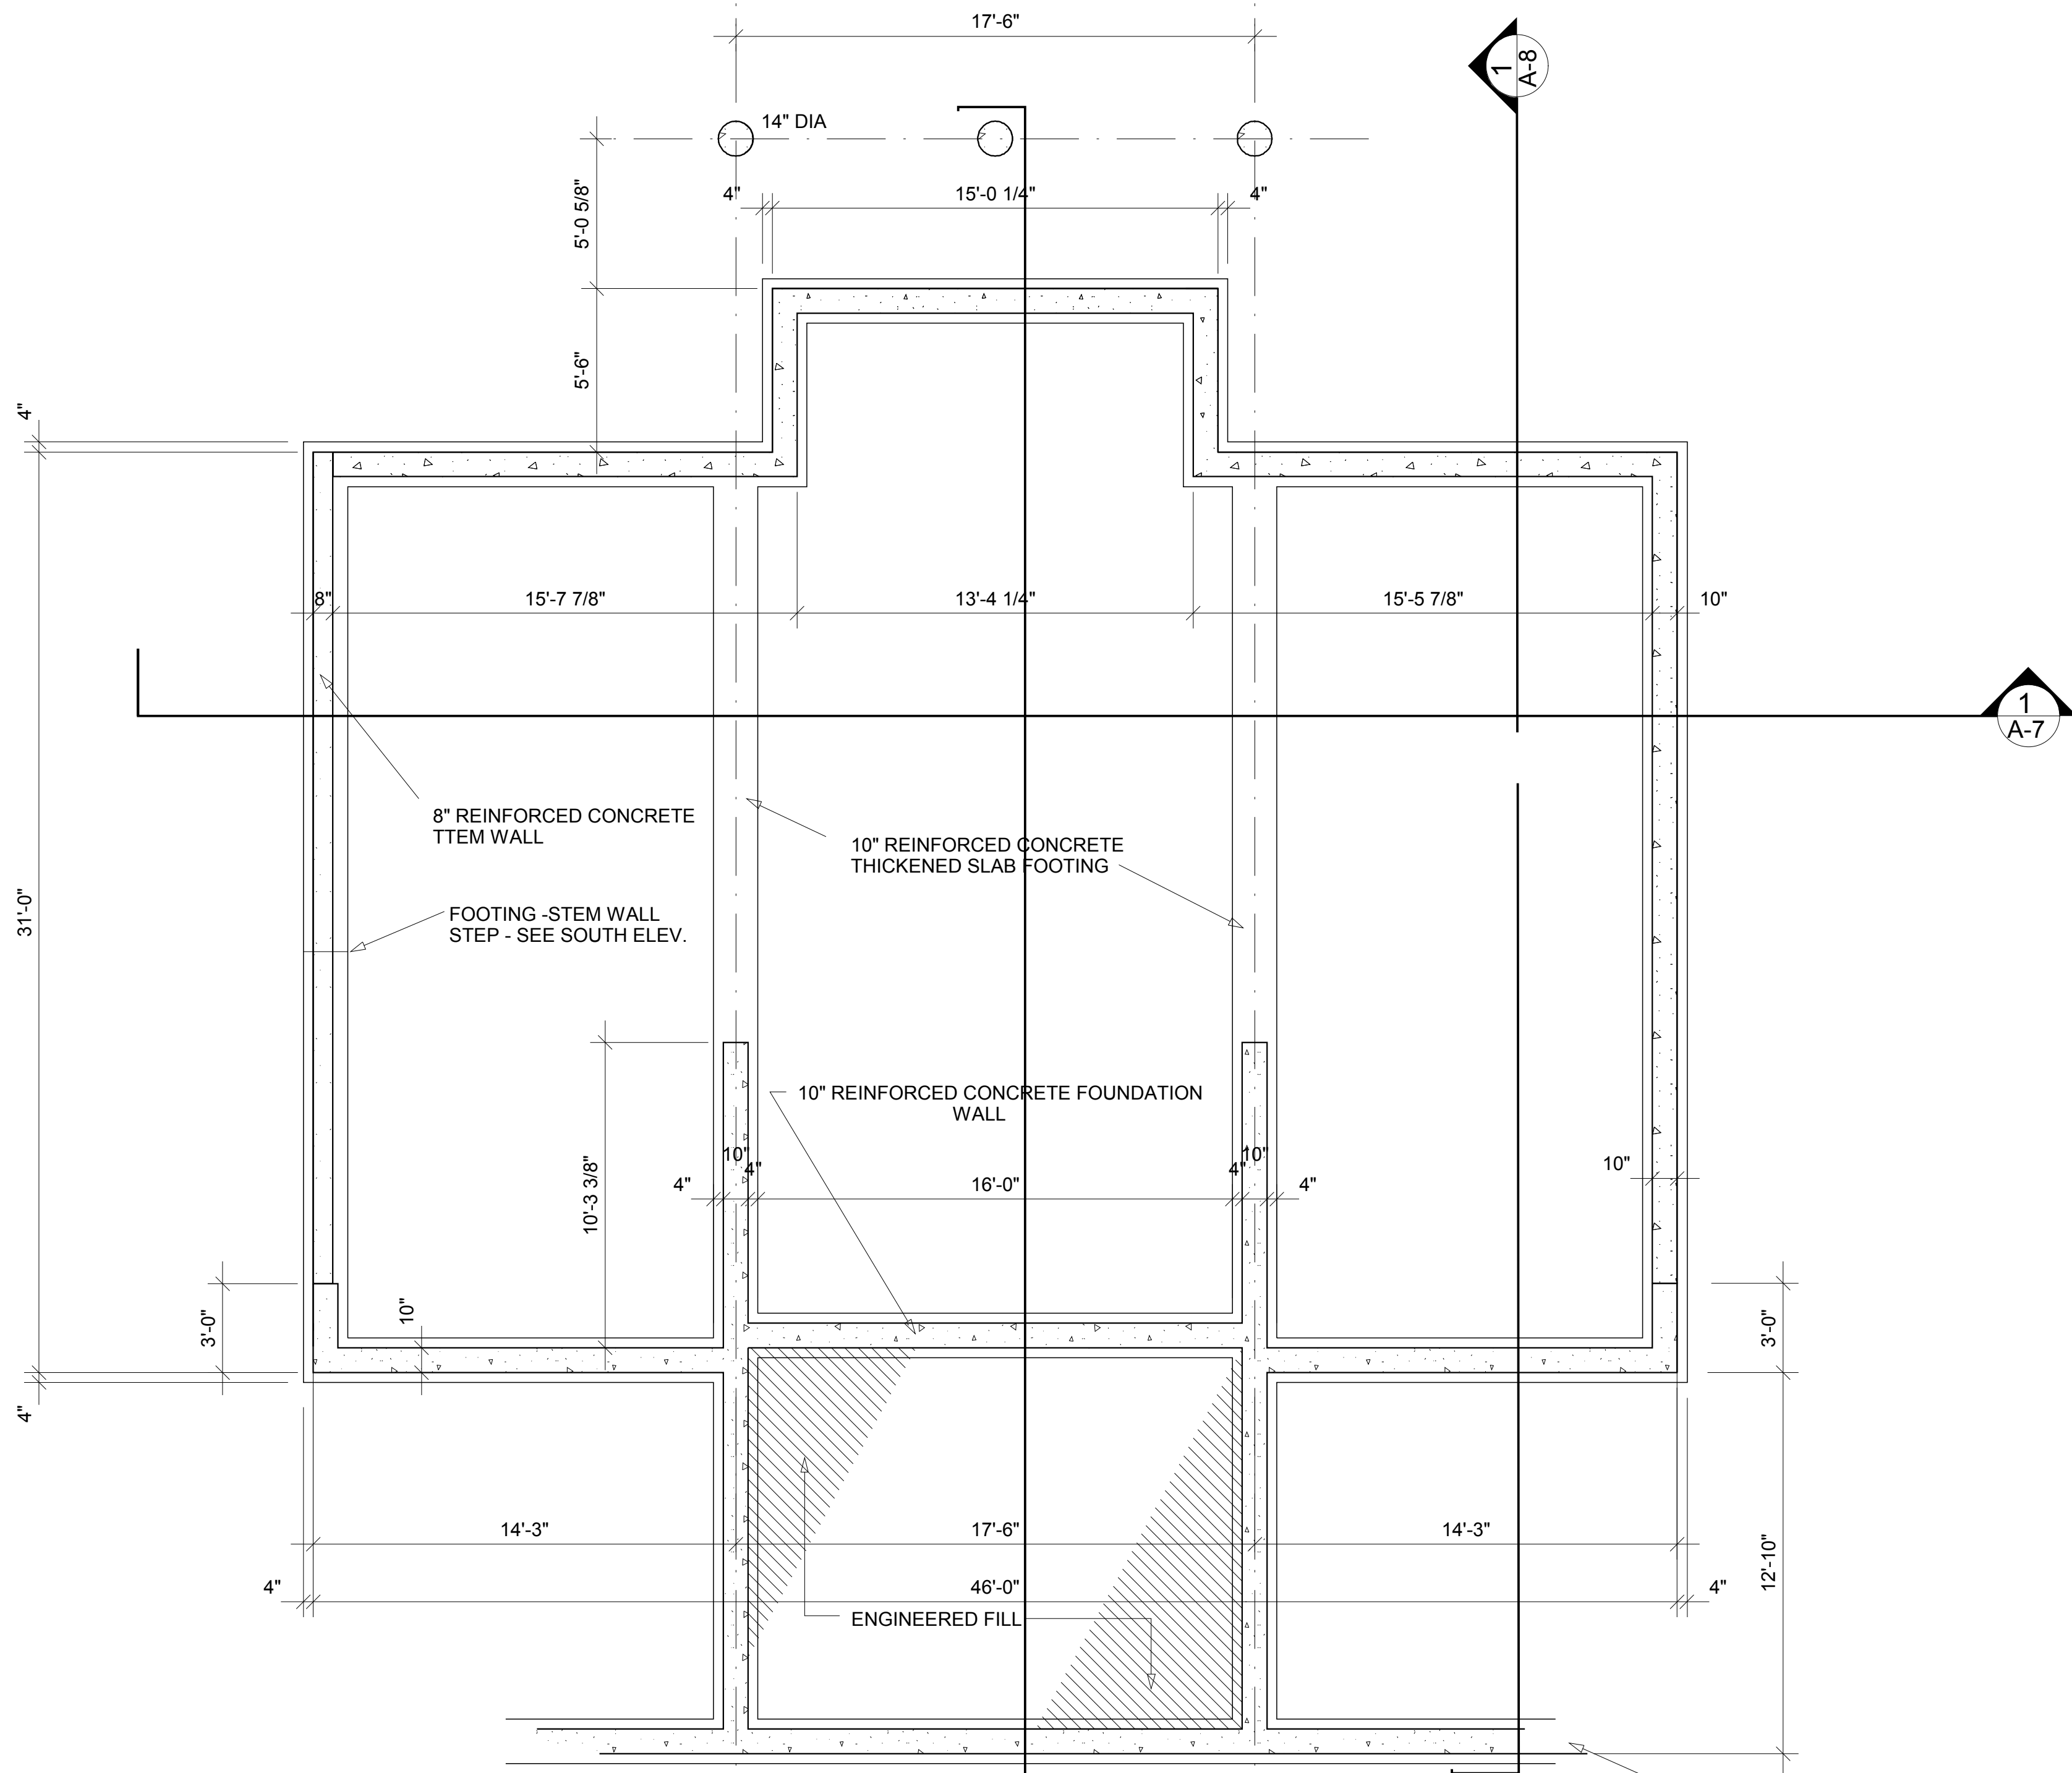 17'-6"
1
A-8
14" DIA
4"
15'-0 1/4"
4"
5'-0 5/8"
5'-6"
4"
8"
15'-7 7/8"
13'-4 1/4"
15'-5 7/8"
10"
1
A-7
8" REINFORCED CONCRETE
TTEM WALL
10" REINFORCED CONCRETE
THICKENED SLAB FOOTING
31'-0"
FOOTING -STEM WALL
STEP - SEE SOUTH ELEV.
10" REINFORCED CONCRETE FOUNDATION
WALL
10'-3 3/8"
4"
10"
4"
16'-0"
4"
10"
4"
10"
3'-0"
10"
3'-0"
4"
14'-3"
17'-6"
14'-3"
4"
46'-0"
4"
12'-10"
ENGINEERED FILL